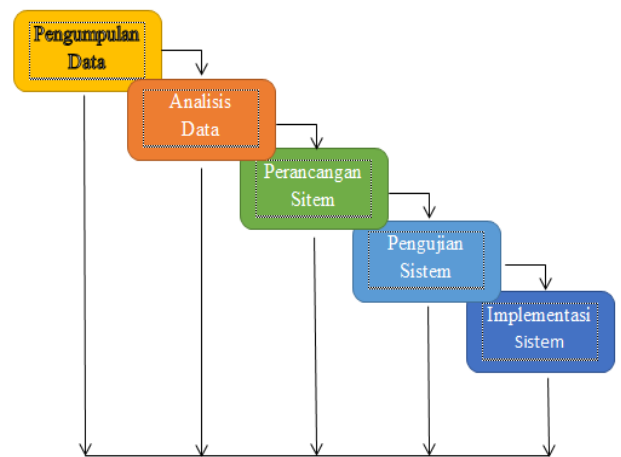 Pengumpulan
Data
Analisis
Data
Perancangan
Sitem
Pengujian
Sistem
Implementasi
Sistem